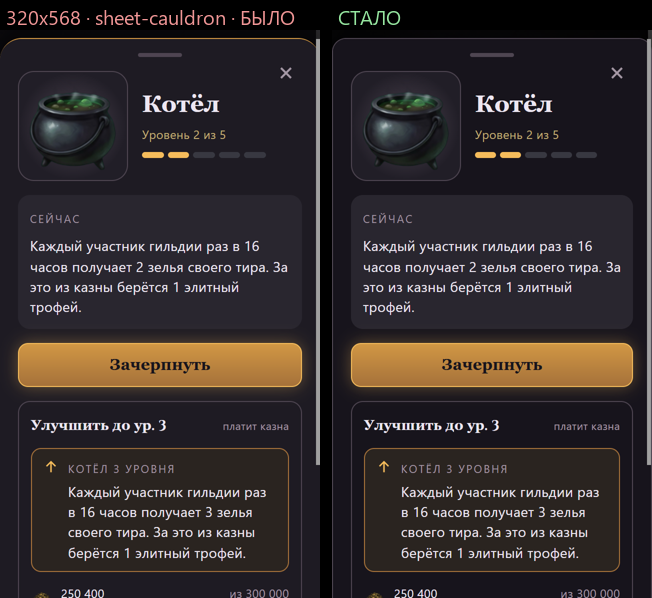 320x568 · sheet-cauldron · БЫЛО
Котёл
Уровень 2 из 5
СЕЙЧАС
Каждый участник гильдии раз в 16
часов получает 2 зелья своего тира. За
это из казны берётся 1 элитный
трофей.
Зачерпнуть
Улучшить до ур. 3 платит казна
КОТЁЛ 3 УРОВНЯ
Каждый участник гильдии раз
в 16 часов получает 3 зелья
своего тира. За это из казны
берётся 1 элитный трофей.
250 400 из 300 000
СТАЛО
Котёл
Уровень 2 из 5
СЕЙЧАС
Каждый участник гильдии раз в 16
часов получает 2 зелья своего тира. За
это из казны берётся 1 элитный
трофей.
Зачерпнуть
Улучшить до ур. 3 платит казна
КОТЁЛ 3 УРОВНЯ
Каждый участник гильдии раз
в 16 часов получает 3 зелья
своего тира. За это из казны
берётся 1 элитный трофей.
250 400 из 300 000